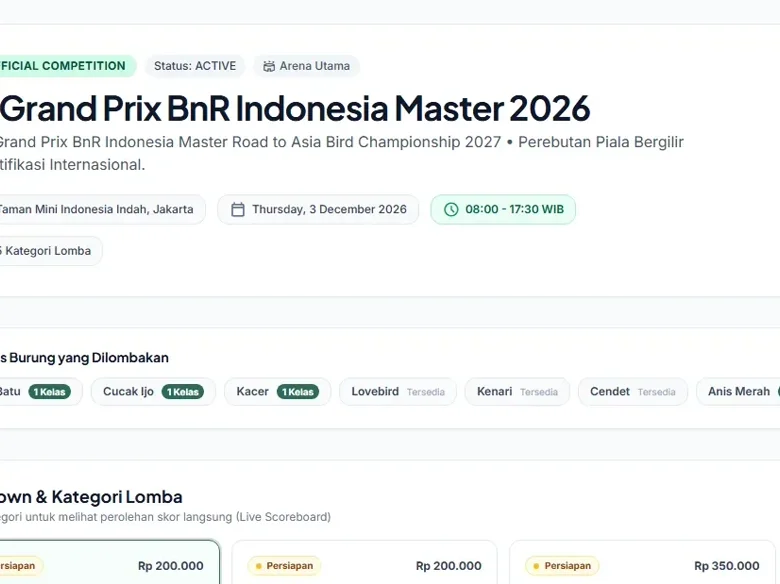 FICIAL COMPETITION Status: ACTIVE Arena Utama
Grand Prix BnR Indonesia Master 2026
Grand Prix BnR Indonesia Master Road to Asia Bird Championship 2027 • Perebutan Piala Bergilir
tifikasi Internasional.
Taman Mini Indonesia Indah, Jakarta Thursday, 3 December 2026 08:00 - 17:30 WIB
Kategori Lomba
s Burung yang Dilombakan
Batu 1 Kelas Cucak Ijo 1 Kelas Kacer 1 Kelas Lovebird Tersedia Kenari Tersedia Cendet Tersedia Anis Merah
own & Kategori Lomba
egori untuk melihat perolehan skor langsung (Live Scoreboard)
rsiapan Rp 200.000 Persiapan Rp 200.000 Persiapan Rp 350.000